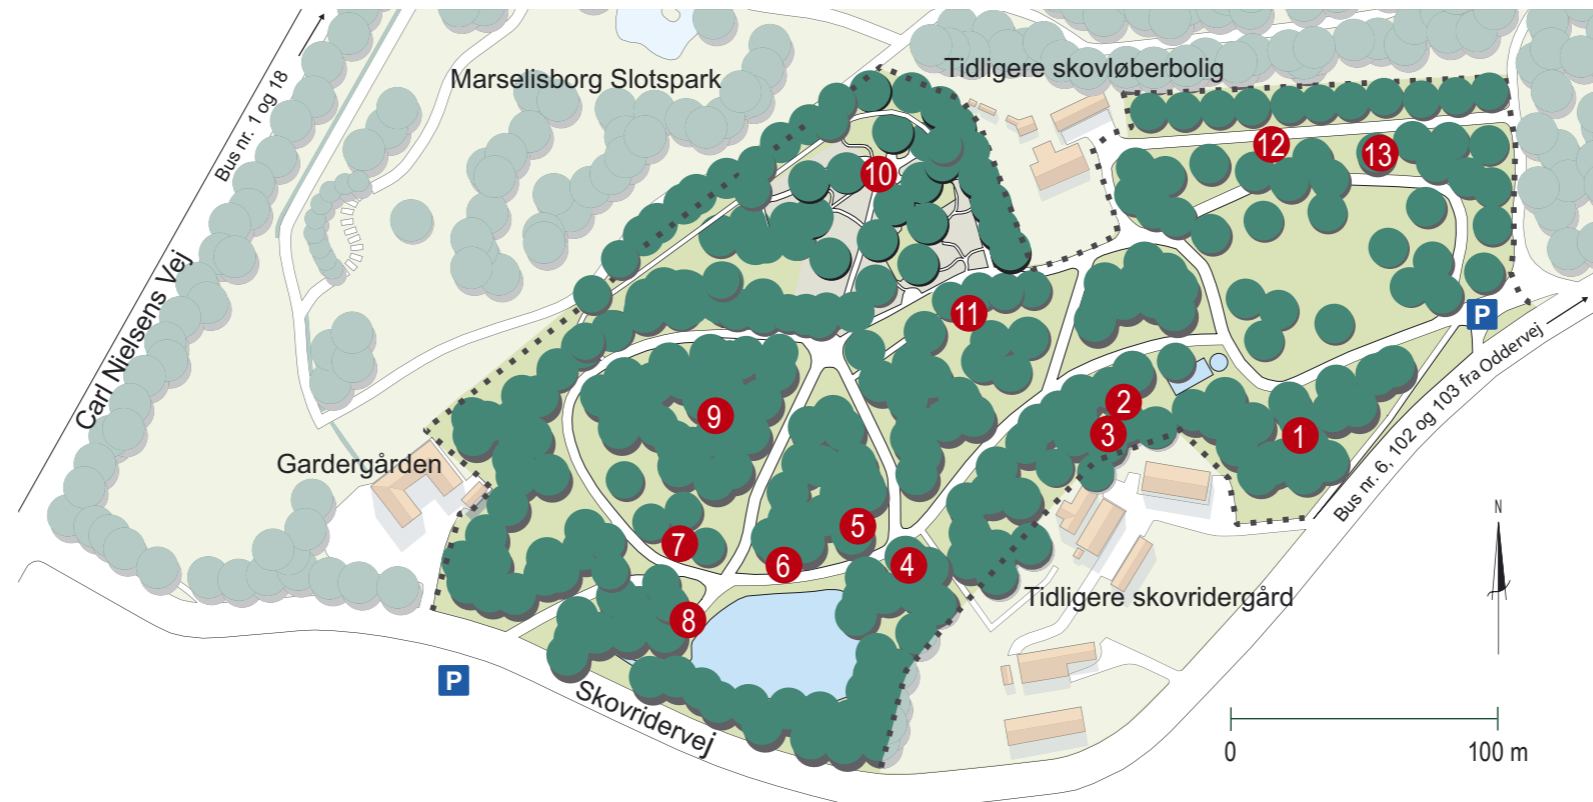 Bus nr. 1 og 18
Marselisborg Slotspark
Tidligere skovløberbolig
12
13
10
Carl Nielsens Vej
11
P
9
2
3
1
Gardergården
Bus nr. 6, 102 og 103 fra Oddervej
5
7
6
4
N
8
Tidligere skovridergård
P
Skovridervej
0
100 m